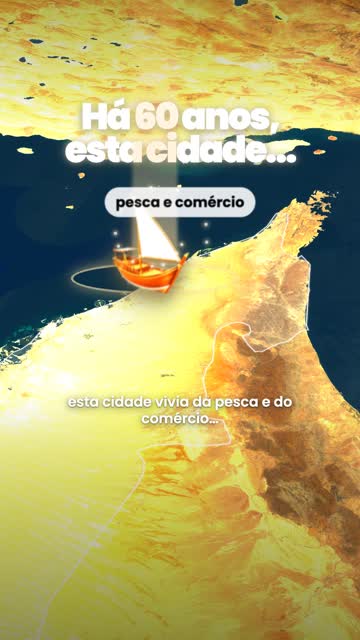 Há 60 anos,
esta cidade...
pesca e comércio
esta cidade vivia da pesca e do
comércio...